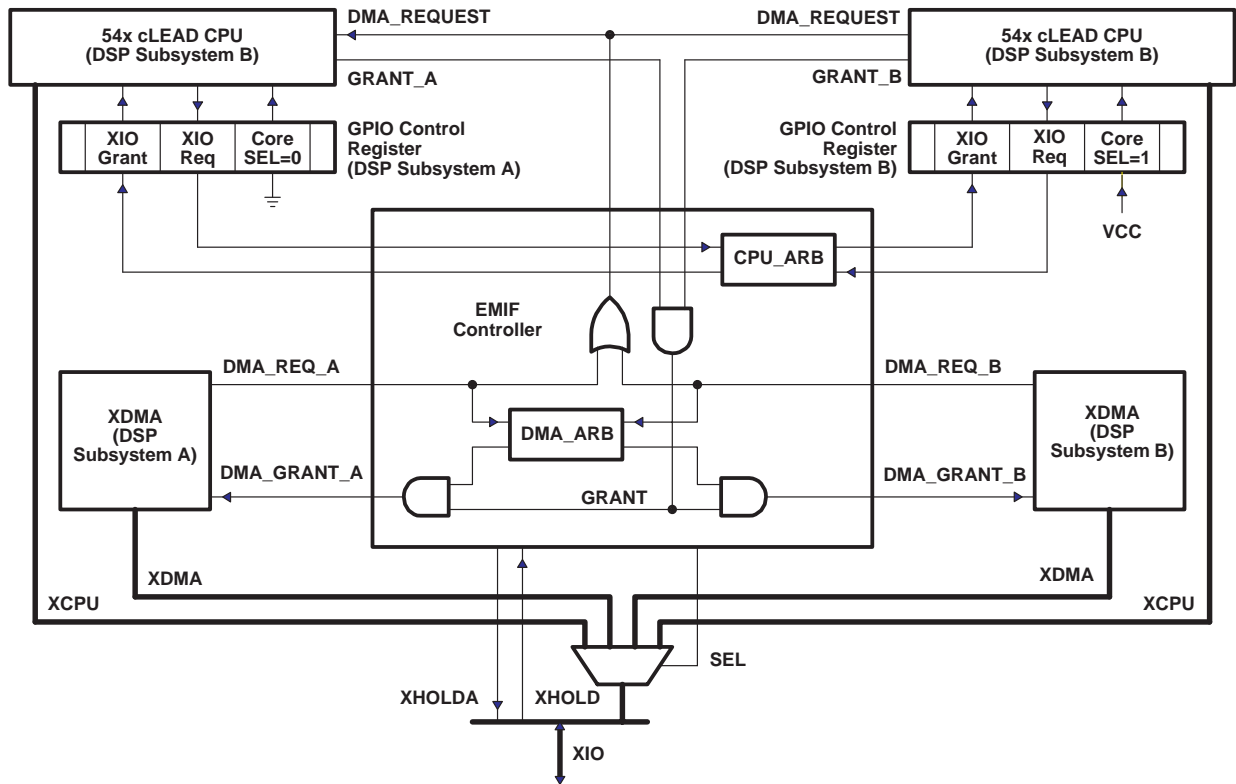 DMA_REQUEST
DMA_REQUEST
54x cLEAD CPU
(DSP Subsystem B)
54x cLEAD CPU
(DSP Subsystem B)
GRANT_A
GRANT_B
XIO
Grant
XIO
Req
Core
SEL=0
GPIO Control
Register
(DSP Subsystem A)
GPIO Control
Register
(DSP Subsystem B)
XIO
Grant
XIO
Req
Core
SEL=1
VCC
CPU_ARB
EMIF
Controller
DMA_REQ_A
DMA_REQ_B
XDMA
(DSP
Subsystem A)
DMA_ARB
XDMA
(DSP
Subsystem B)
DMA_GRANT_A
GRANT
DMA_GRANT_B
XDMA
XDMA
XCPU
XCPU
SEL
XHOLDA
XHOLD
XIO